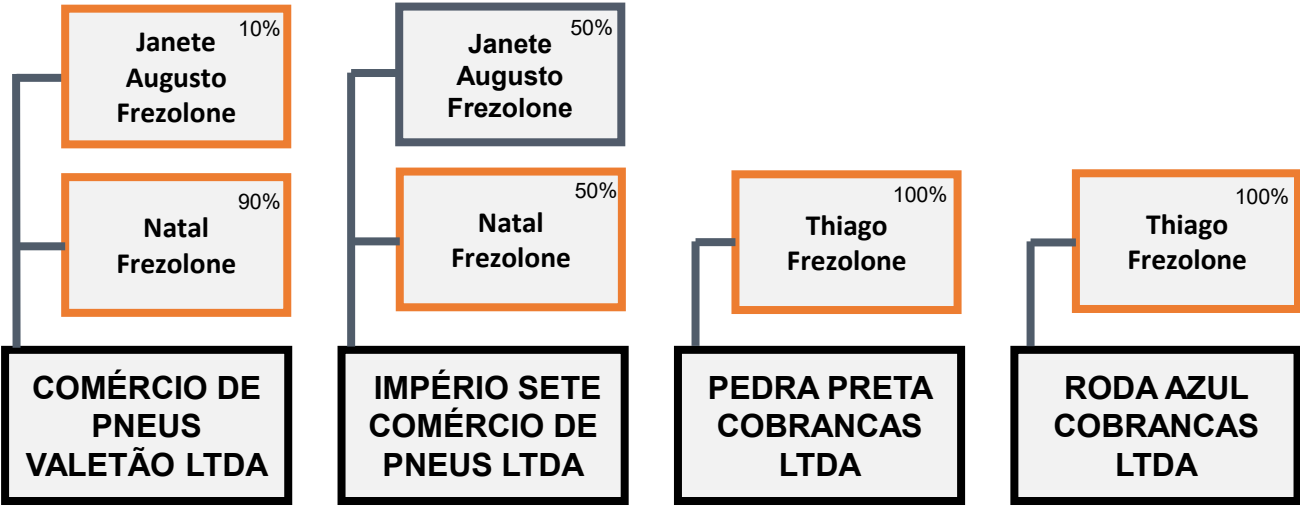 10%
Janete
Augusto
Frezolone
90%
Natal
Frezolone
COMÉRCIO DE
PNEUS
VALETÃO LTDA
50%
Janete
Augusto
Frezolone
50%
Natal
Frezolone
IMPÉRIO SETE
COMÉRCIO DE
PNEUS LTDA
100%
Thiago
Frezolone
PEDRA PRETA
COBRANCAS
LTDA
100%
Thiago
Frezolone
RODA AZUL
COBRANCAS
LTDA